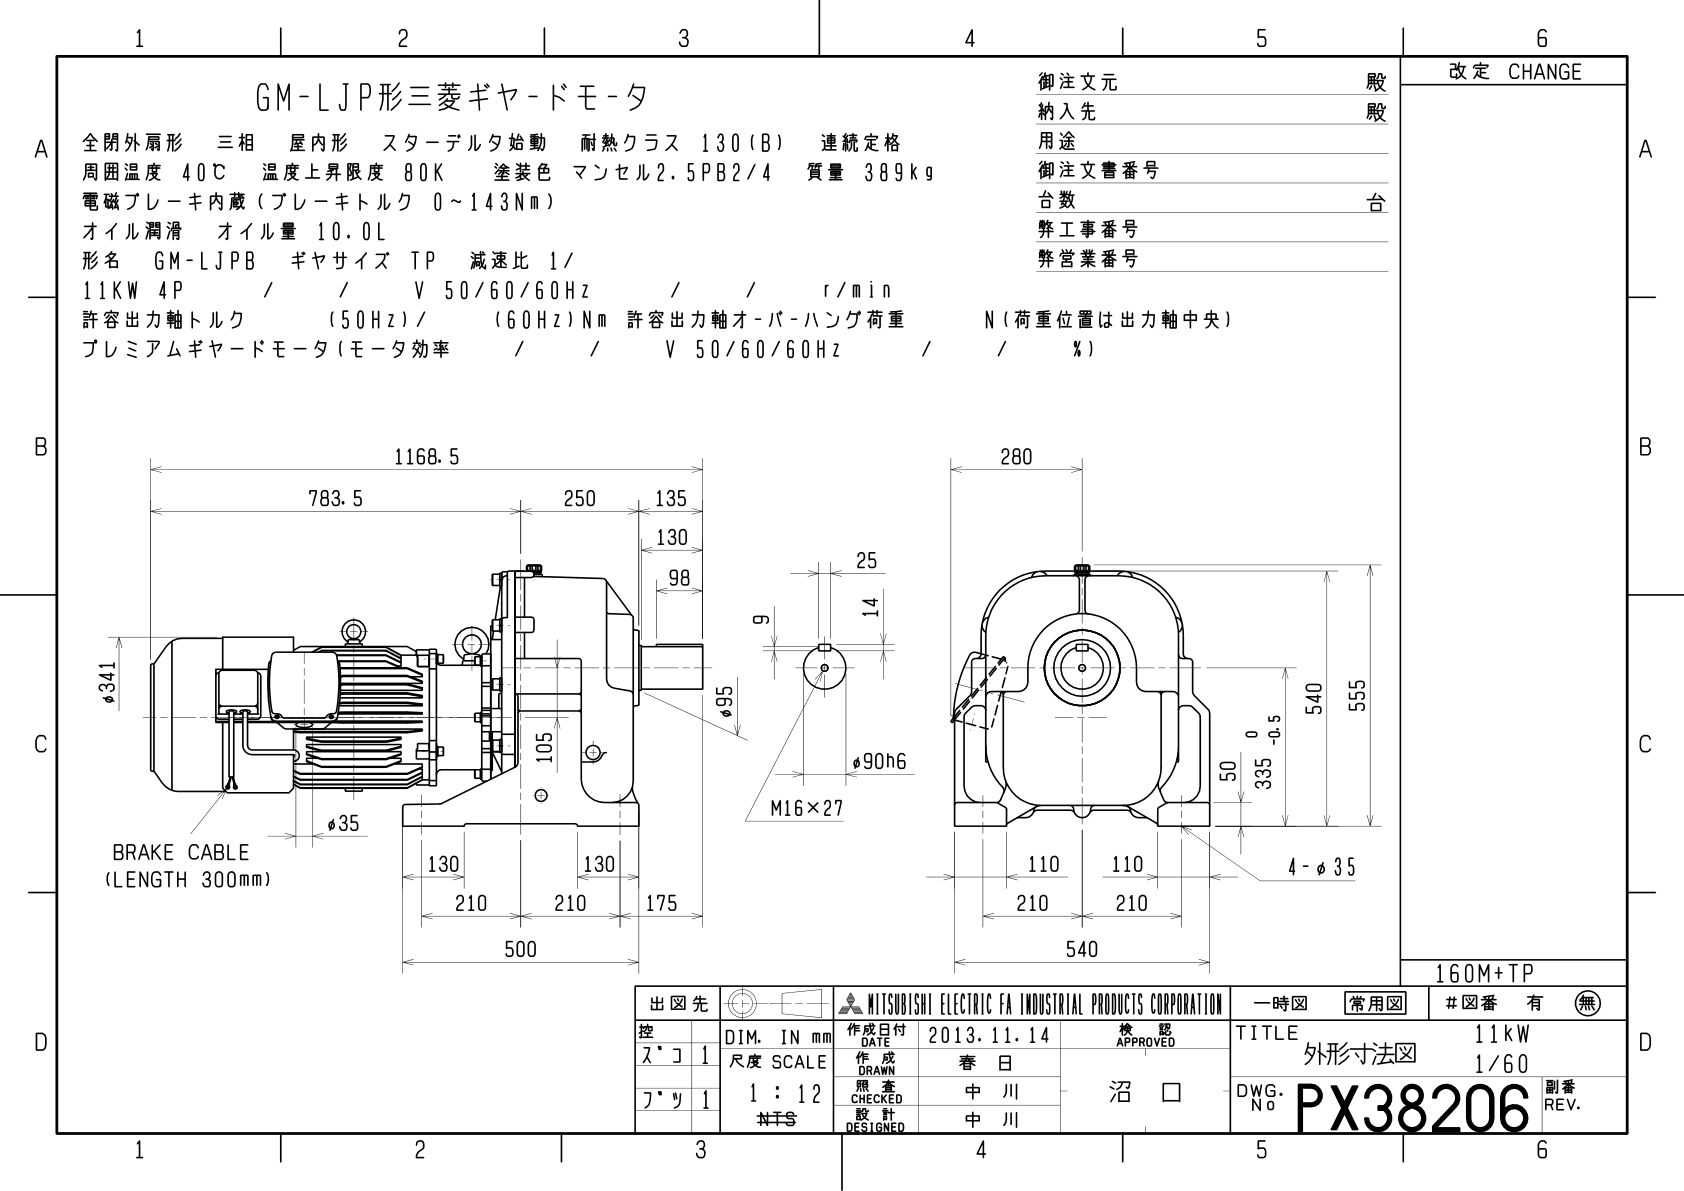 1 2 3 4 5 6
改定 CHANGE
GM-LJP形三菱ギヤードモータ
全閉外扇形 三相 屋内形 スターデルタ始動 耐熱クラス 130(B) 連続定格
周囲温度 40℃ 温度上昇限度 80K 塗装色 マンセル2.5PB2/4 質量 389kg
電磁ブレーキ内蔵(ブレーキトルク 0~143Nm)
オイル潤滑 オイル量 10.0L
形名 GM-LJPB ギヤサイズ TP 減速比 1/
11KW 4P / / V 50/60/60Hz / / r/min
許容出力軸トルク (50Hz)/ (60Hz)Nm 許容出力軸オーバーハング荷重 N(荷重位置は出力軸中央)
プレミアムギヤードモータ(モータ効率 / / V 50/60/60Hz / / %)
御注文元 殿
納入先 殿
用途
御注文書番号
台数 台
弊工事番号
弊営業番号
A A
B B
C C
D D
1168.5
783.5 250 135
130
98
φ341
φ95
105
φ35
BRAKE CABLE
(LENGTH 300mm)
130 130
210 210 175
500
25
9
14
φ90h6
M16×27
280
540
555
0
-0.5
335
50
4-φ35
110 110
210 210
540
160M+TP
出図先
控
ズコ 1
ブツ 1
DIM. IN mm
尺度 SCALE
1 : 12
NTS
MITSUBISHI ELECTRIC FA INDUSTRIAL PRODUCTS CORPORATION
作成日付
DATE
2013.11.14
作成
DRAWN
春日
照査
CHECKED
中川
設計
DESIGNED
中川
検認
APPROVED
沼口
一時図 常用図 #図番 有 無
TITLE
外形寸法図
11kW
1/60
DWG.
No
PX38206
副番
REV.
1 2 3 4 5 6